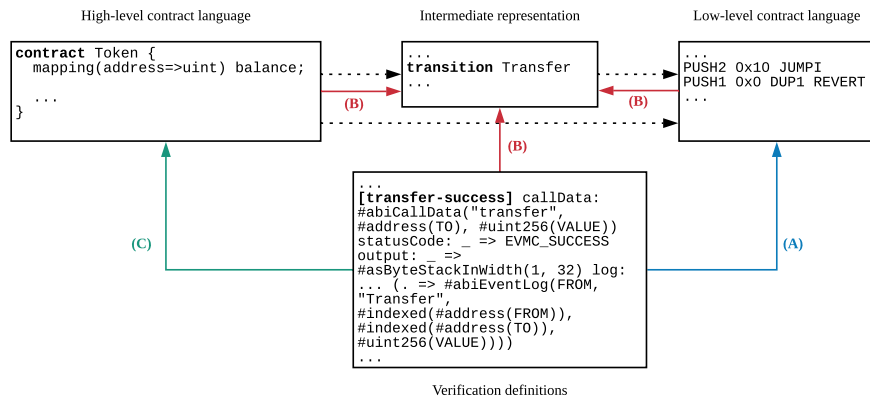 High-level contract language
Intermediate representation
Low-level contract language
contract Token {
mapping(address=>uint) balance;
...
}
...
transition Transfer
...
...
PUSH2 0x10 JUMPI
PUSH1 0x0 DUP1 REVERT
...
(B)
(B)
(B)
(C)
(A)
...
[transfer-success] callData:
#abiCallData("transfer",
#address(TO), #uint256(VALUE))
statusCode: _ => EVMC_SUCCESS
output: _ =>
#asByteStackInWidth(1, 32) log:
... (. => #abiEventLog(FROM,
"Transfer",
#indexed(#address(FROM)),
#indexed(#address(TO)),
#uint256(VALUE))))
...
Verification definitions